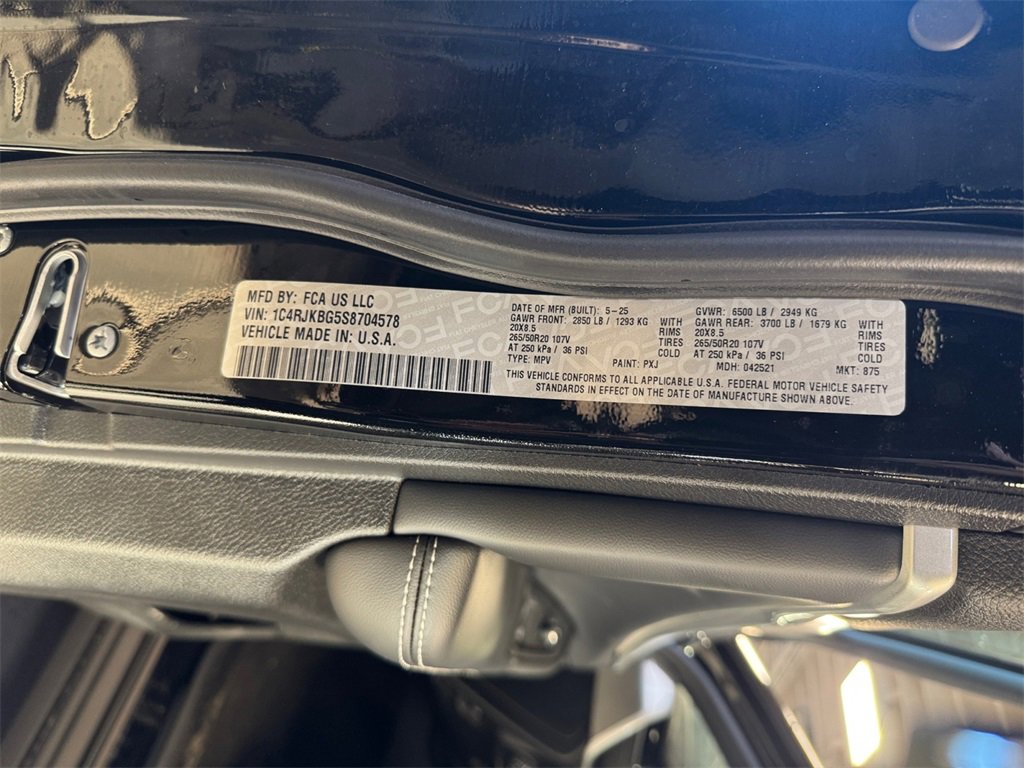 MFD BY: FCA US LLC
VIN: 1C4RJKBG5S8704578
VEHICLE MADE IN: U.S.A.
DATE OF MFR (BUILT): 5-25
GAWR FRONT: 2850 LB / 1293 KG WITH
20X8.5 RIMS
265/50R20 107V TIRES
AT 250 kPa / 36 PSI COLD
TYPE: MPV PAINT: PXJ
GVWR: 6500 LB / 2949 KG
GAWR REAR: 3700 LB / 1679 KG WITH
20X8.5 RIMS
265/50R20 107V TIRES
AT 250 kPa / 36 PSI COLD
MDH: 042521 MKT: 875
THIS VEHICLE CONFORMS TO ALL APPLICABLE U.S.A. FEDERAL MOTOR VEHICLE SAFETY
STANDARDS IN EFFECT ON THE DATE OF MANUFACTURE SHOWN ABOVE.